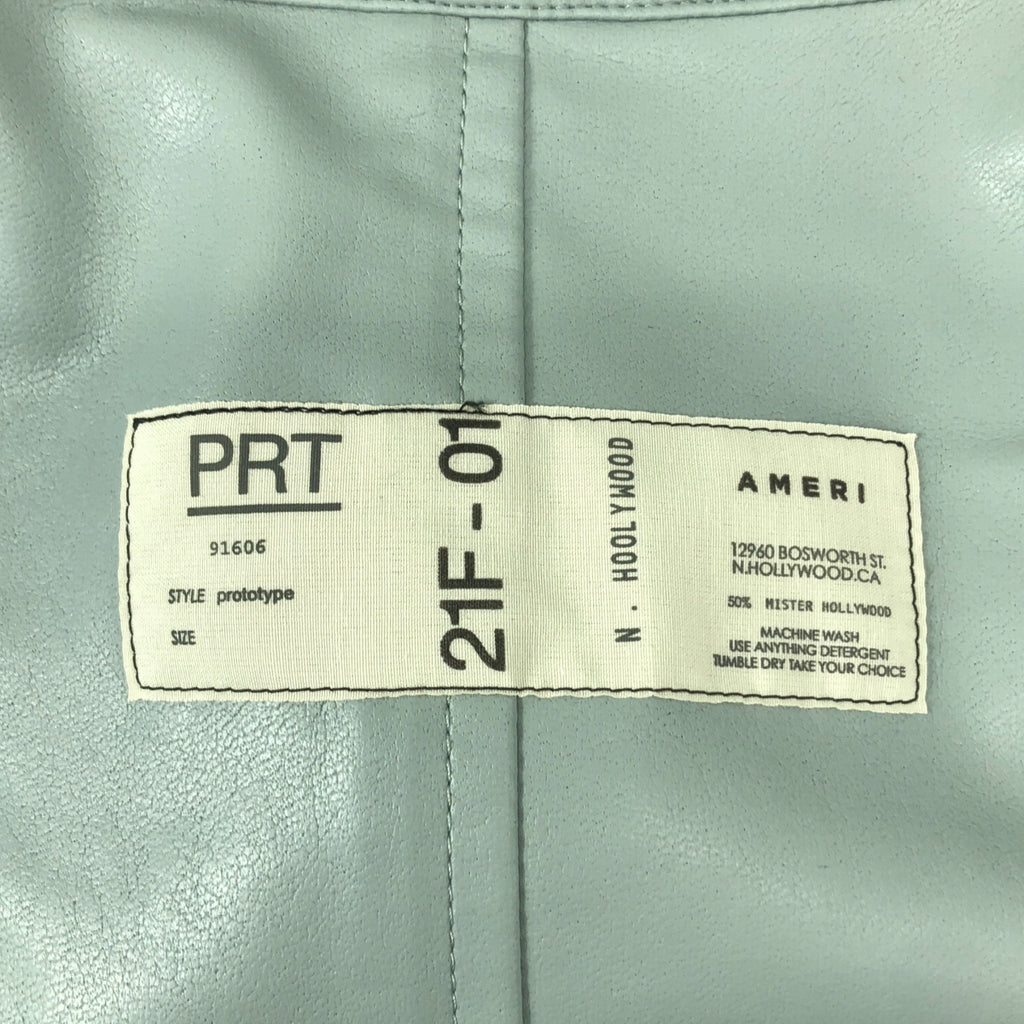 PRT
91606
STYLE prototype
SIZE
21F-01
N. HOOLYWOOD
AMERI
12960 BOSWORTH ST.
N.HOLLYWOOD.CA
50% MISTER HOLLYWOOD
MACHINE WASH
USE ANYTHING DETERGENT
TUMBLE DRY TAKE YOUR CHOICE